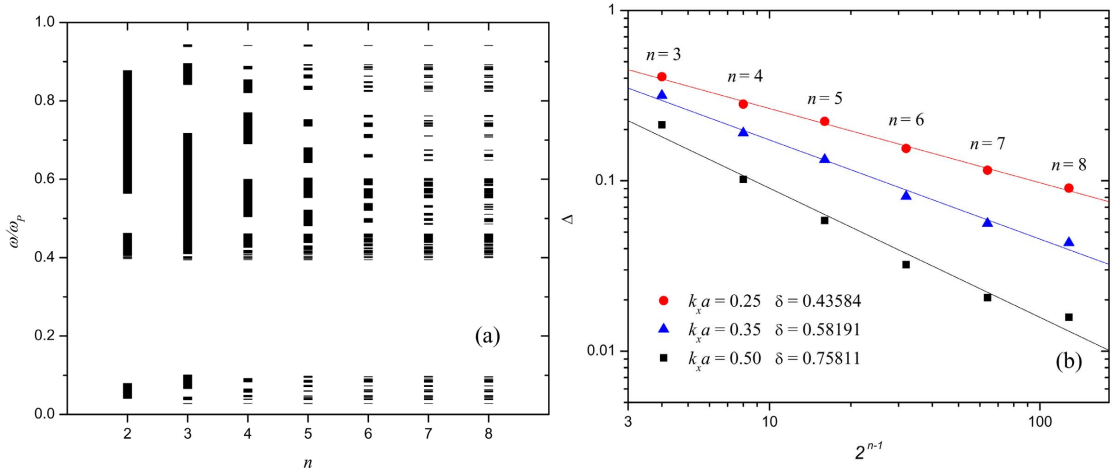 1.0
0.8
0.6
0.4
0.2
0.0
ω/ω_P
2 3 4 5 6 7 8
n
(a)
1
0.1
0.01
Δ
n = 3
n = 4
n = 5
n = 6
n = 7
n = 8
k_x a = 0.25 δ = 0.43584
k_x a = 0.35 δ = 0.58191
k_x a = 0.50 δ = 0.75811
(b)
3 10 100
2^{n-1}